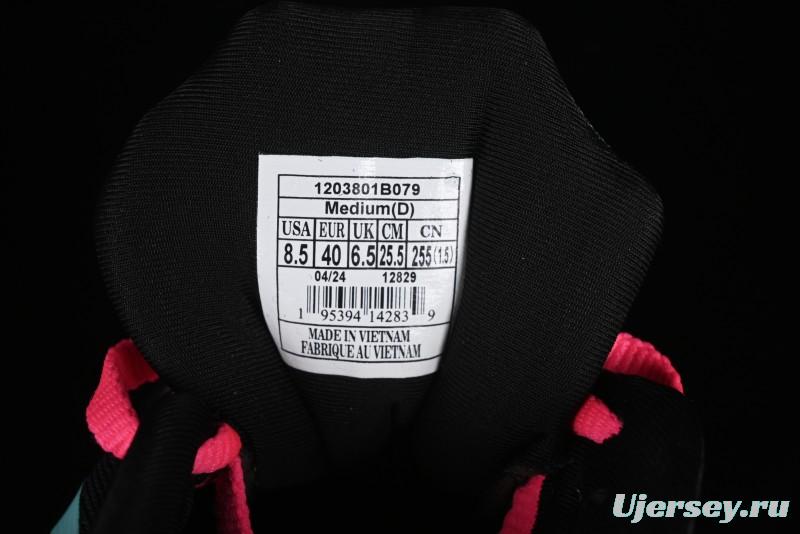 1203801B079
Medium(D)
USA EUR UK CM CN
8.5 40 6.5 25.5 255(1.5)
04/24 12829
1 95394 14283 9
MADE IN VIETNAM
FABRIQUE AU VIETNAM
Ujersey.ru